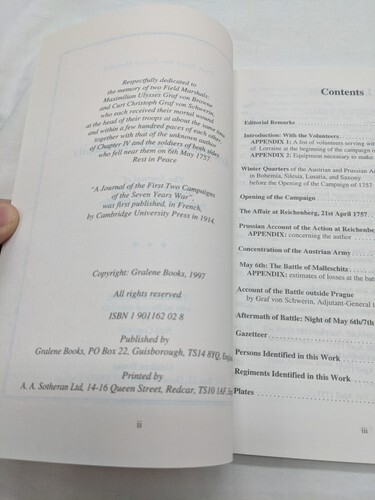 Respectfully dedicated to
the memory of two Field Marshals:
Maximilian Ulysses Graf von Browne
and Curt Christoph Graf von Schwerin,
who each received their mortal wound
at the head of their troops at about the same time
and within a few hundred paces of each other
together with that of the unknown author
of Chapter IV and the soldiers of both sides
who fell near them on 6th May 1757.
Rest in Peace
"A Journal of the First Two Campaigns
of the Seven Years War".
was first published, in French,
by Cambridge University Press in 1914.
Copyright: Gralene Books, 1997
All rights reserved
ISBN 1 901162 02 8
Published by
Gralene Books, PO Box 22, Guisborough, TS14 8YQ,
Printed by
A. A. Sotheran Ltd, 14-16 Queen Street, Redcar, TS10 1AF
ii
Contents
Editorial Remarks
Introduction: With the Volunteers
APPENDIX 1: A list of volunteers serving with
of Lorraine at the beginning of the campaign
APPENDIX 2: Equipment necessary to make
Winter Quarters of the Austrian and Prussian
in Bohemia, Silesia, Lusatia, and Saxony
before the Opening of the Campaign of 1757
Opening of the Campaign
The Affair at Reichenberg, 21st April 1757.
Prussian Account of the Action at Reichenberg
APPENDIX: concerning the author
Concentration of the Austrian Army
May 6th: The Battle of Malleschitz
APPENDIX: estimates of losses at the
Account of the Battle outside Prague
by Graf von Schwerin, Adjutant-General
Aftermath of Battle: Night of May 6th/7th
Gazetteer
Persons Identified in this Work
Regiments Identified in this Work
Plates
iii